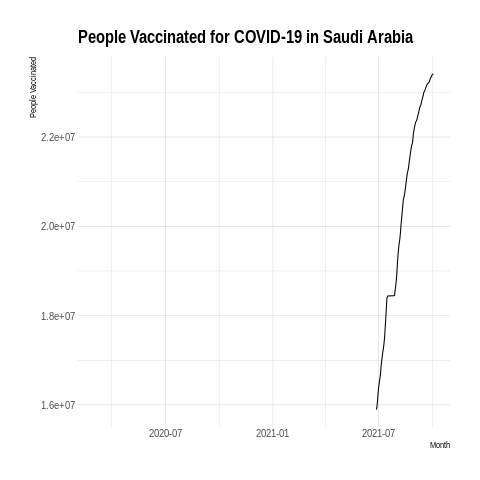 People Vaccinated for COVID-19 in Saudi Arabia
People Vaccinated
2.2e+07
2.0e+07
1.8e+07
1.6e+07
2020-07
2021-01
2021-07
Month